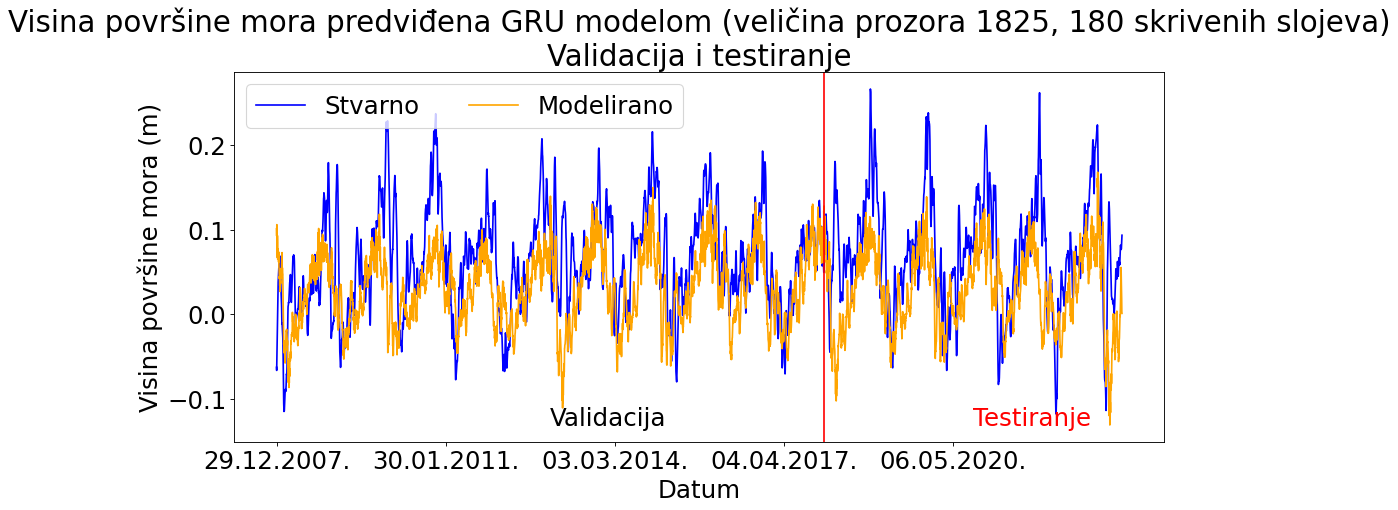 Visina površine mora predviđena GRU modelom (veličina prozora 1825, 180 skrivenih slojeva)
Validacija i testiranje
Stvarno
Modelirano
Visina površine mora (m)
0.2
0.1
0.0
−0.1
Validacija
Testiranje
29.12.2007.
30.01.2011.
03.03.2014.
04.04.2017.
06.05.2020.
Datum